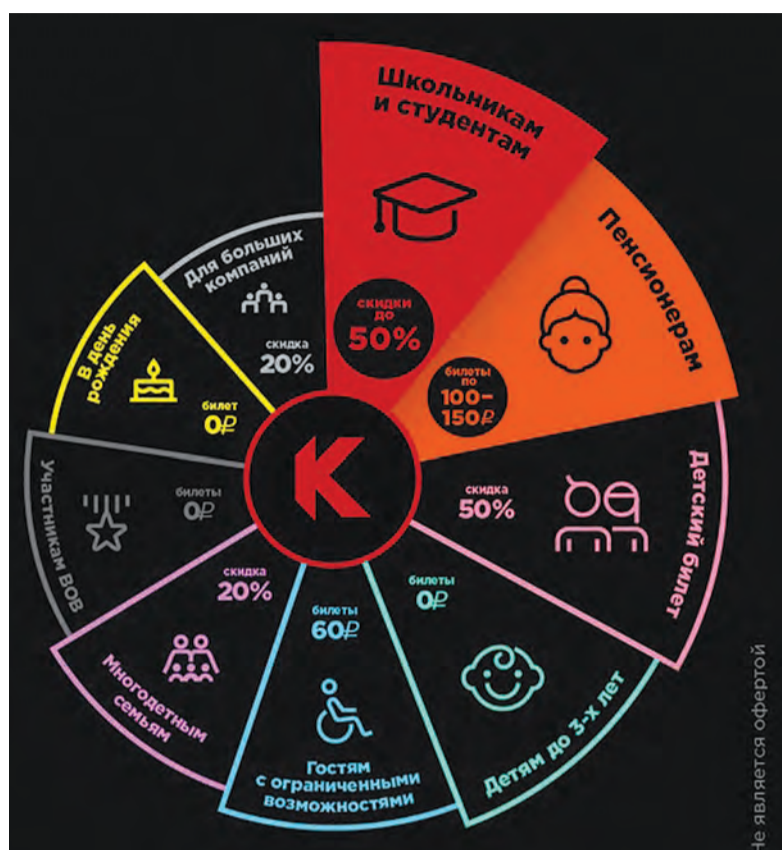 Школьникам
и студентам
скидки
до
50%
Пенсионерам
билеты
по
100–
150₽
Детский билет
скидка
50%
Детям до 3-х лет
билеты
0₽
Гостям
с ограниченными
возможностями
билеты
60₽
Многодетным
семьям
скидка
20%
Участникам ВОВ
билеты
0₽
В день
рождения
билет
0₽
Для больших
компаний
скидка
20%
K
Не является офертой